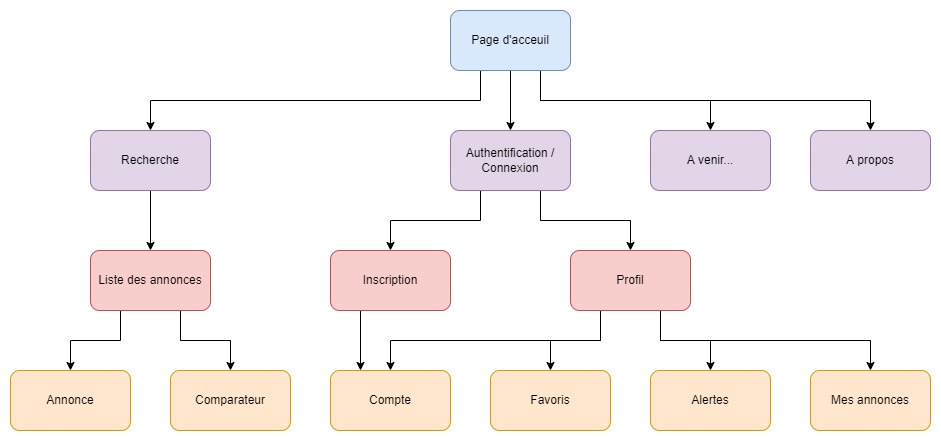 Page d'acceuil
Recherche
Authentification /
Connexion
A venir...
A propos
Liste des annonces
Inscription
Profil
Annonce
Comparateur
Compte
Favoris
Alertes
Mes annonces